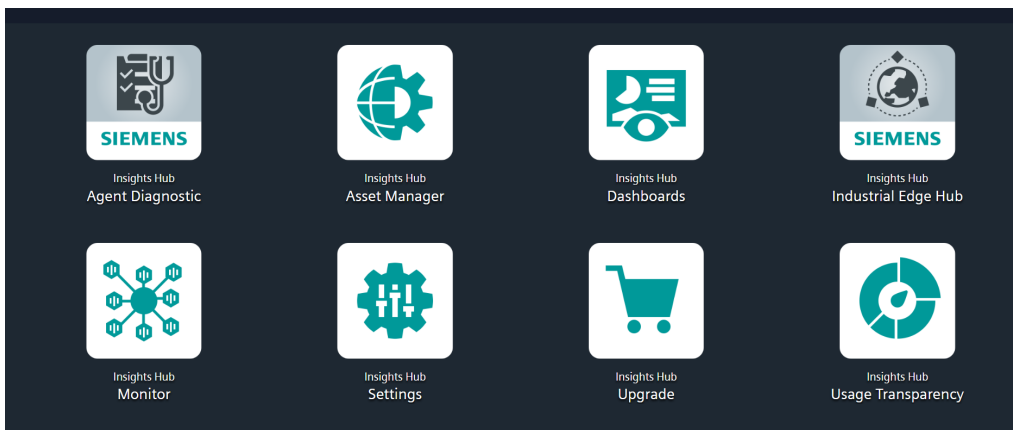 SIEMENS
Insights Hub
Agent Diagnostic
Insights Hub
Asset Manager
Insights Hub
Dashboards
SIEMENS
Insights Hub
Industrial Edge Hub
Insights Hub
Monitor
Insights Hub
Settings
Insights Hub
Upgrade
Insights Hub
Usage Transparency